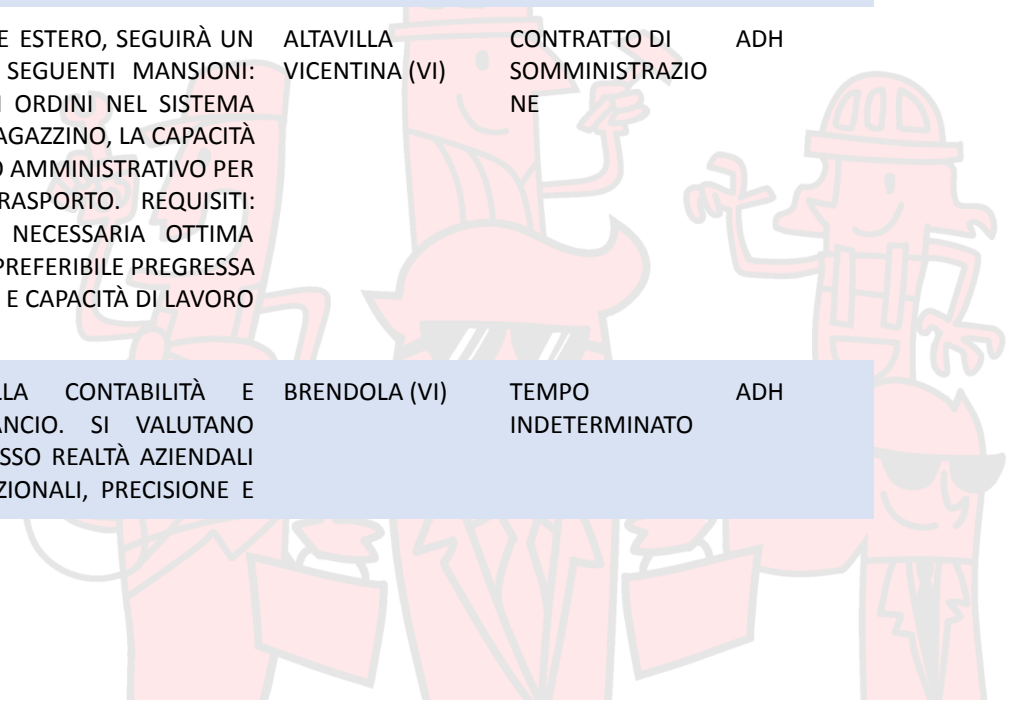 E ESTERO, SEGUIRÀ UN ALTAVILLA CONTRATTO DI ADH
SEGUENTI MANSIONI: VICENTINA (VI) SOMMINISTRAZIO
ORDINI NEL SISTEMA NE
AGAZZINO, LA CAPACITÀ
O AMMINISTRATIVO PER
RASPORTO. REQUISITI:
NECESSARIA OTTIMA
PREFERIBILE PREGRESSA
E CAPACITÀ DI LAVORO
LLA CONTABILITÀ E BRENDOLA (VI) TEMPO ADH
ANCIO. SI VALUTANO INDETERMINATO
SSO REALTÀ AZIENDALI
ZIONALI, PRECISIONE E